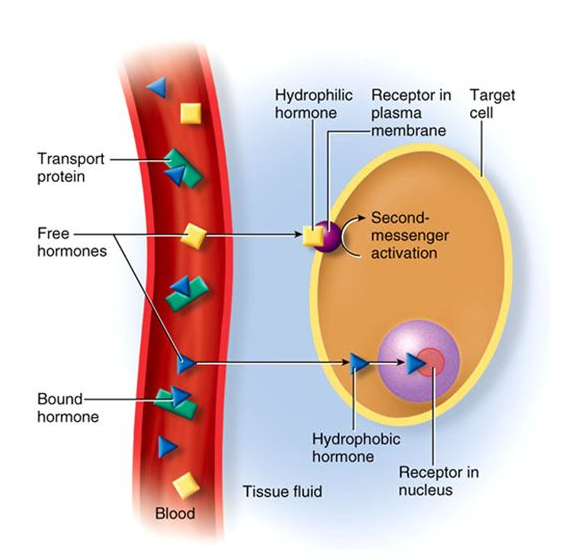 Hydrophilic
hormone
Receptor in
plasma
membrane
Target
cell
Transport
protein
Free
hormones
Second-
messenger
activation
Bound
hormone
Hydrophobic
hormone
Receptor in
nucleus
Tissue fluid
Blood